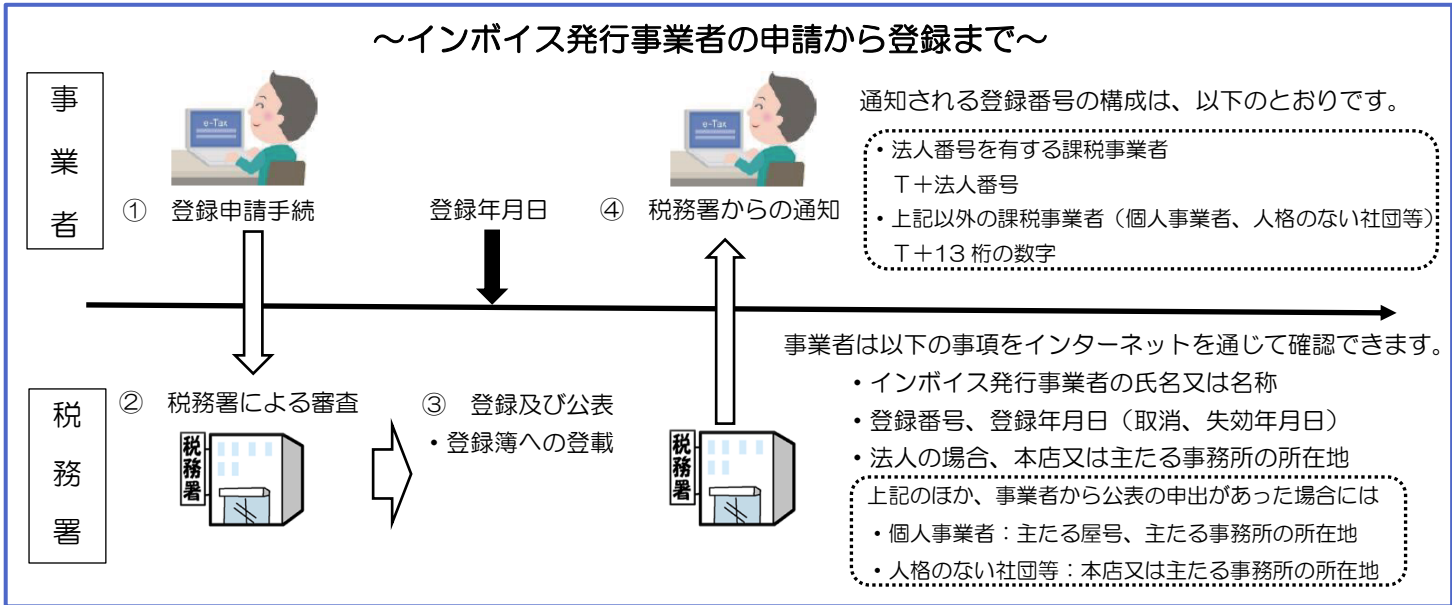 ～インボイス発行事業者の申請から登録まで～
事業者
e-Tax
① 登録申請手続
登録年月日
e-Tax
④ 税務署からの通知
通知される登録番号の構成は、以下のとおりです。
・法人番号を有する課税事業者
T＋法人番号
・上記以外の課税事業者（個人事業者、人格のない社団等）
T＋13 桁の数字
税務署
② 税務署による審査
税務署
③ 登録及び公表
・登録簿への登載
税務署
事業者は以下の事項をインターネットを通じて確認できます。
・インボイス発行事業者の氏名又は名称
・登録番号、登録年月日（取消、失効年月日）
・法人の場合、本店又は主たる事務所の所在地
上記のほか、事業者から公表の申出があった場合には
・個人事業者：主たる屋号、主たる事務所の所在地
・人格のない社団等：本店又は主たる事務所の所在地